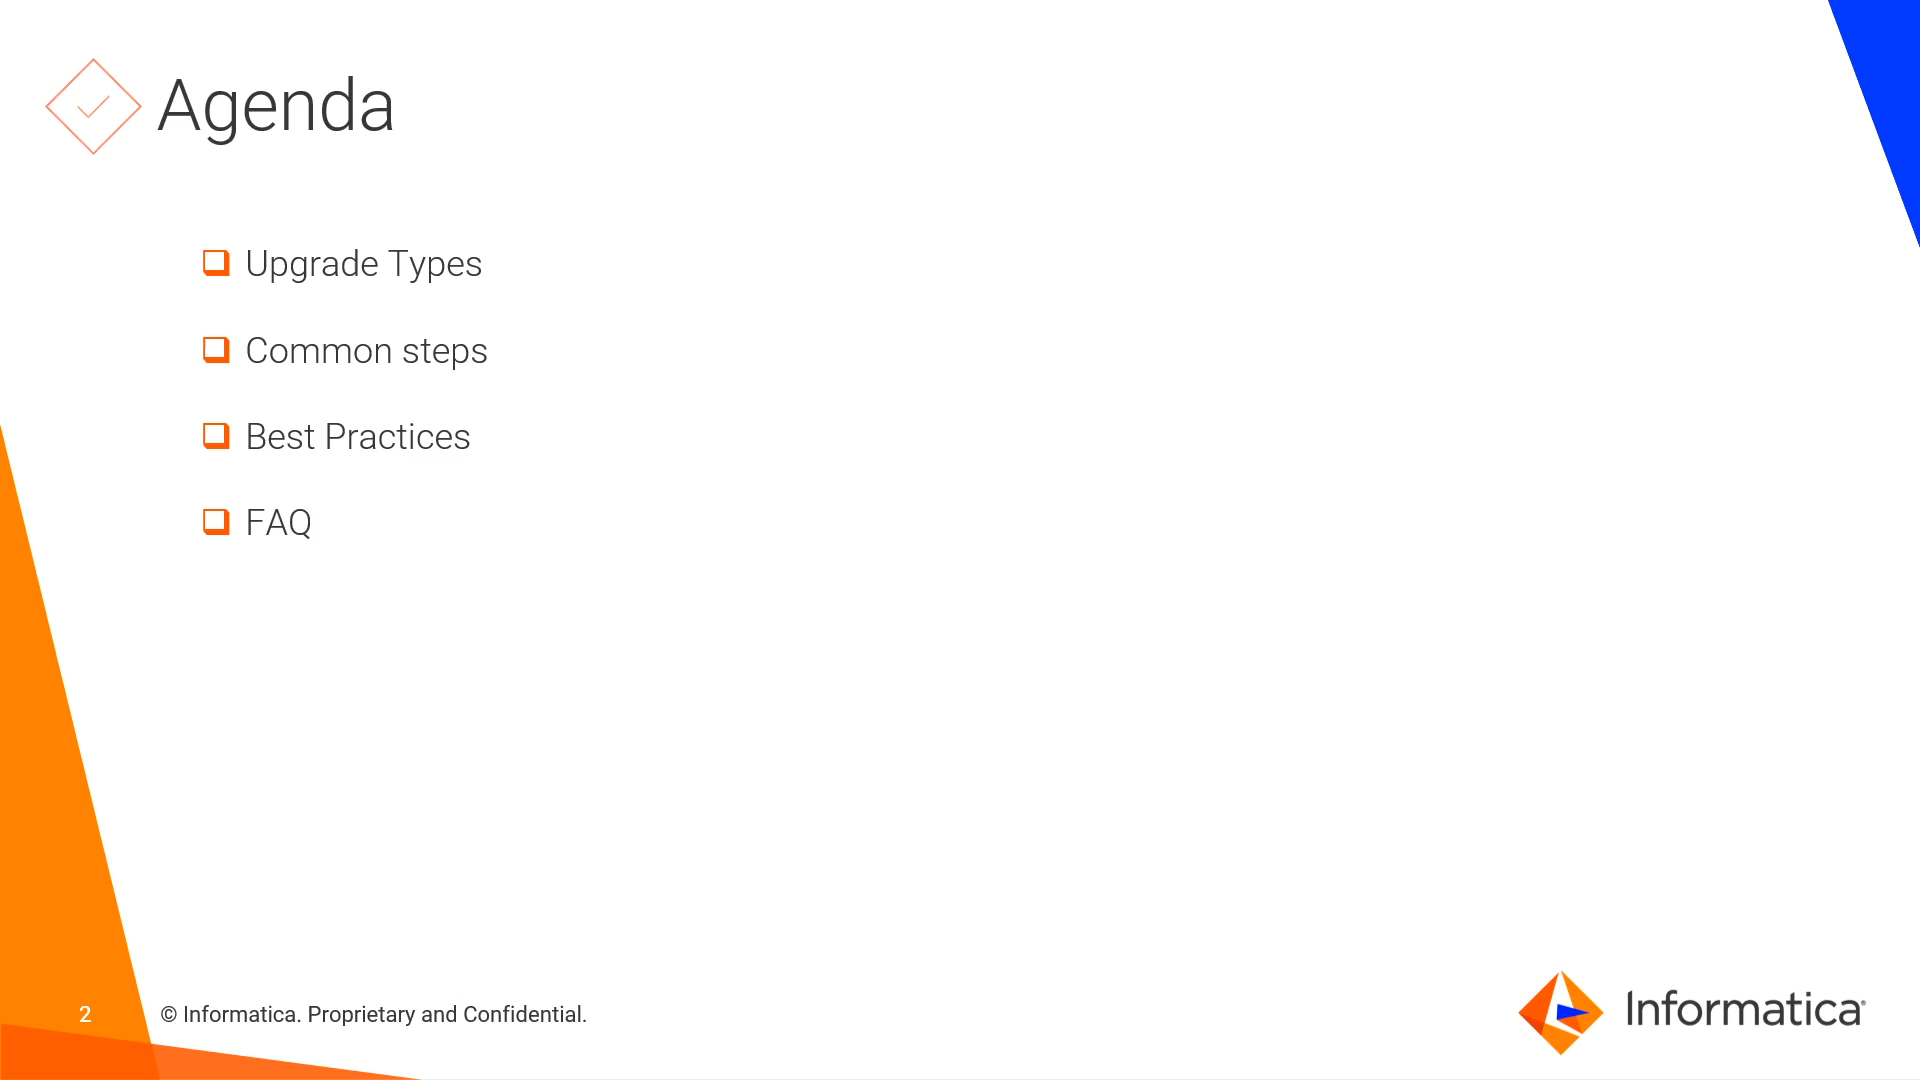 Agenda
Upgrade Types
Common steps
Best Practices
FAQ
2
© Informatica. Proprietary and Confidential.
Informatica®